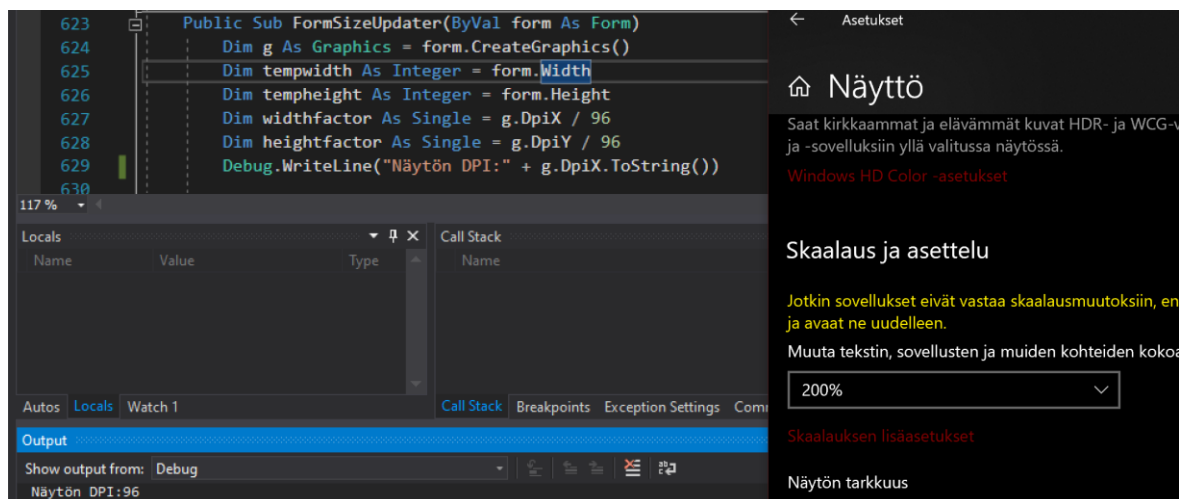 623 Public Sub FormSizeUpdater(ByVal form As Form)
624 Dim g As Graphics = form.CreateGraphics()
625 Dim tempwidth As Integer = form.Width
626 Dim tempheight As Integer = form.Height
627 Dim widthfactor As Single = g.DpiX / 96
628 Dim heightfactor As Single = g.DpiY / 96
629 Debug.WriteLine("Näytön DPI:" + g.DpiX.ToString())
630
117 %
Locals
Name Value Type
Call Stack
Name
Autos Locals Watch 1
Call Stack Breakpoints Exception Settings Comm
Output
Show output from: Debug
Näytön DPI:96
Asetukset
Näyttö
Saat kirkkaammat ja elävämmät kuvat HDR- ja WCG-v
ja -sovelluksiin yllä valitussa näytössä.
Windows HD Color -asetukset
Skaalaus ja asettelu
Jotkin sovellukset eivät vastaa skaalausmuutoksiin, en
ja avaat ne uudelleen.
Muuta tekstin, sovellusten ja muiden kohteiden kokoa
200%
Skaalauksen lisäasetukset
Näytön tarkkuus